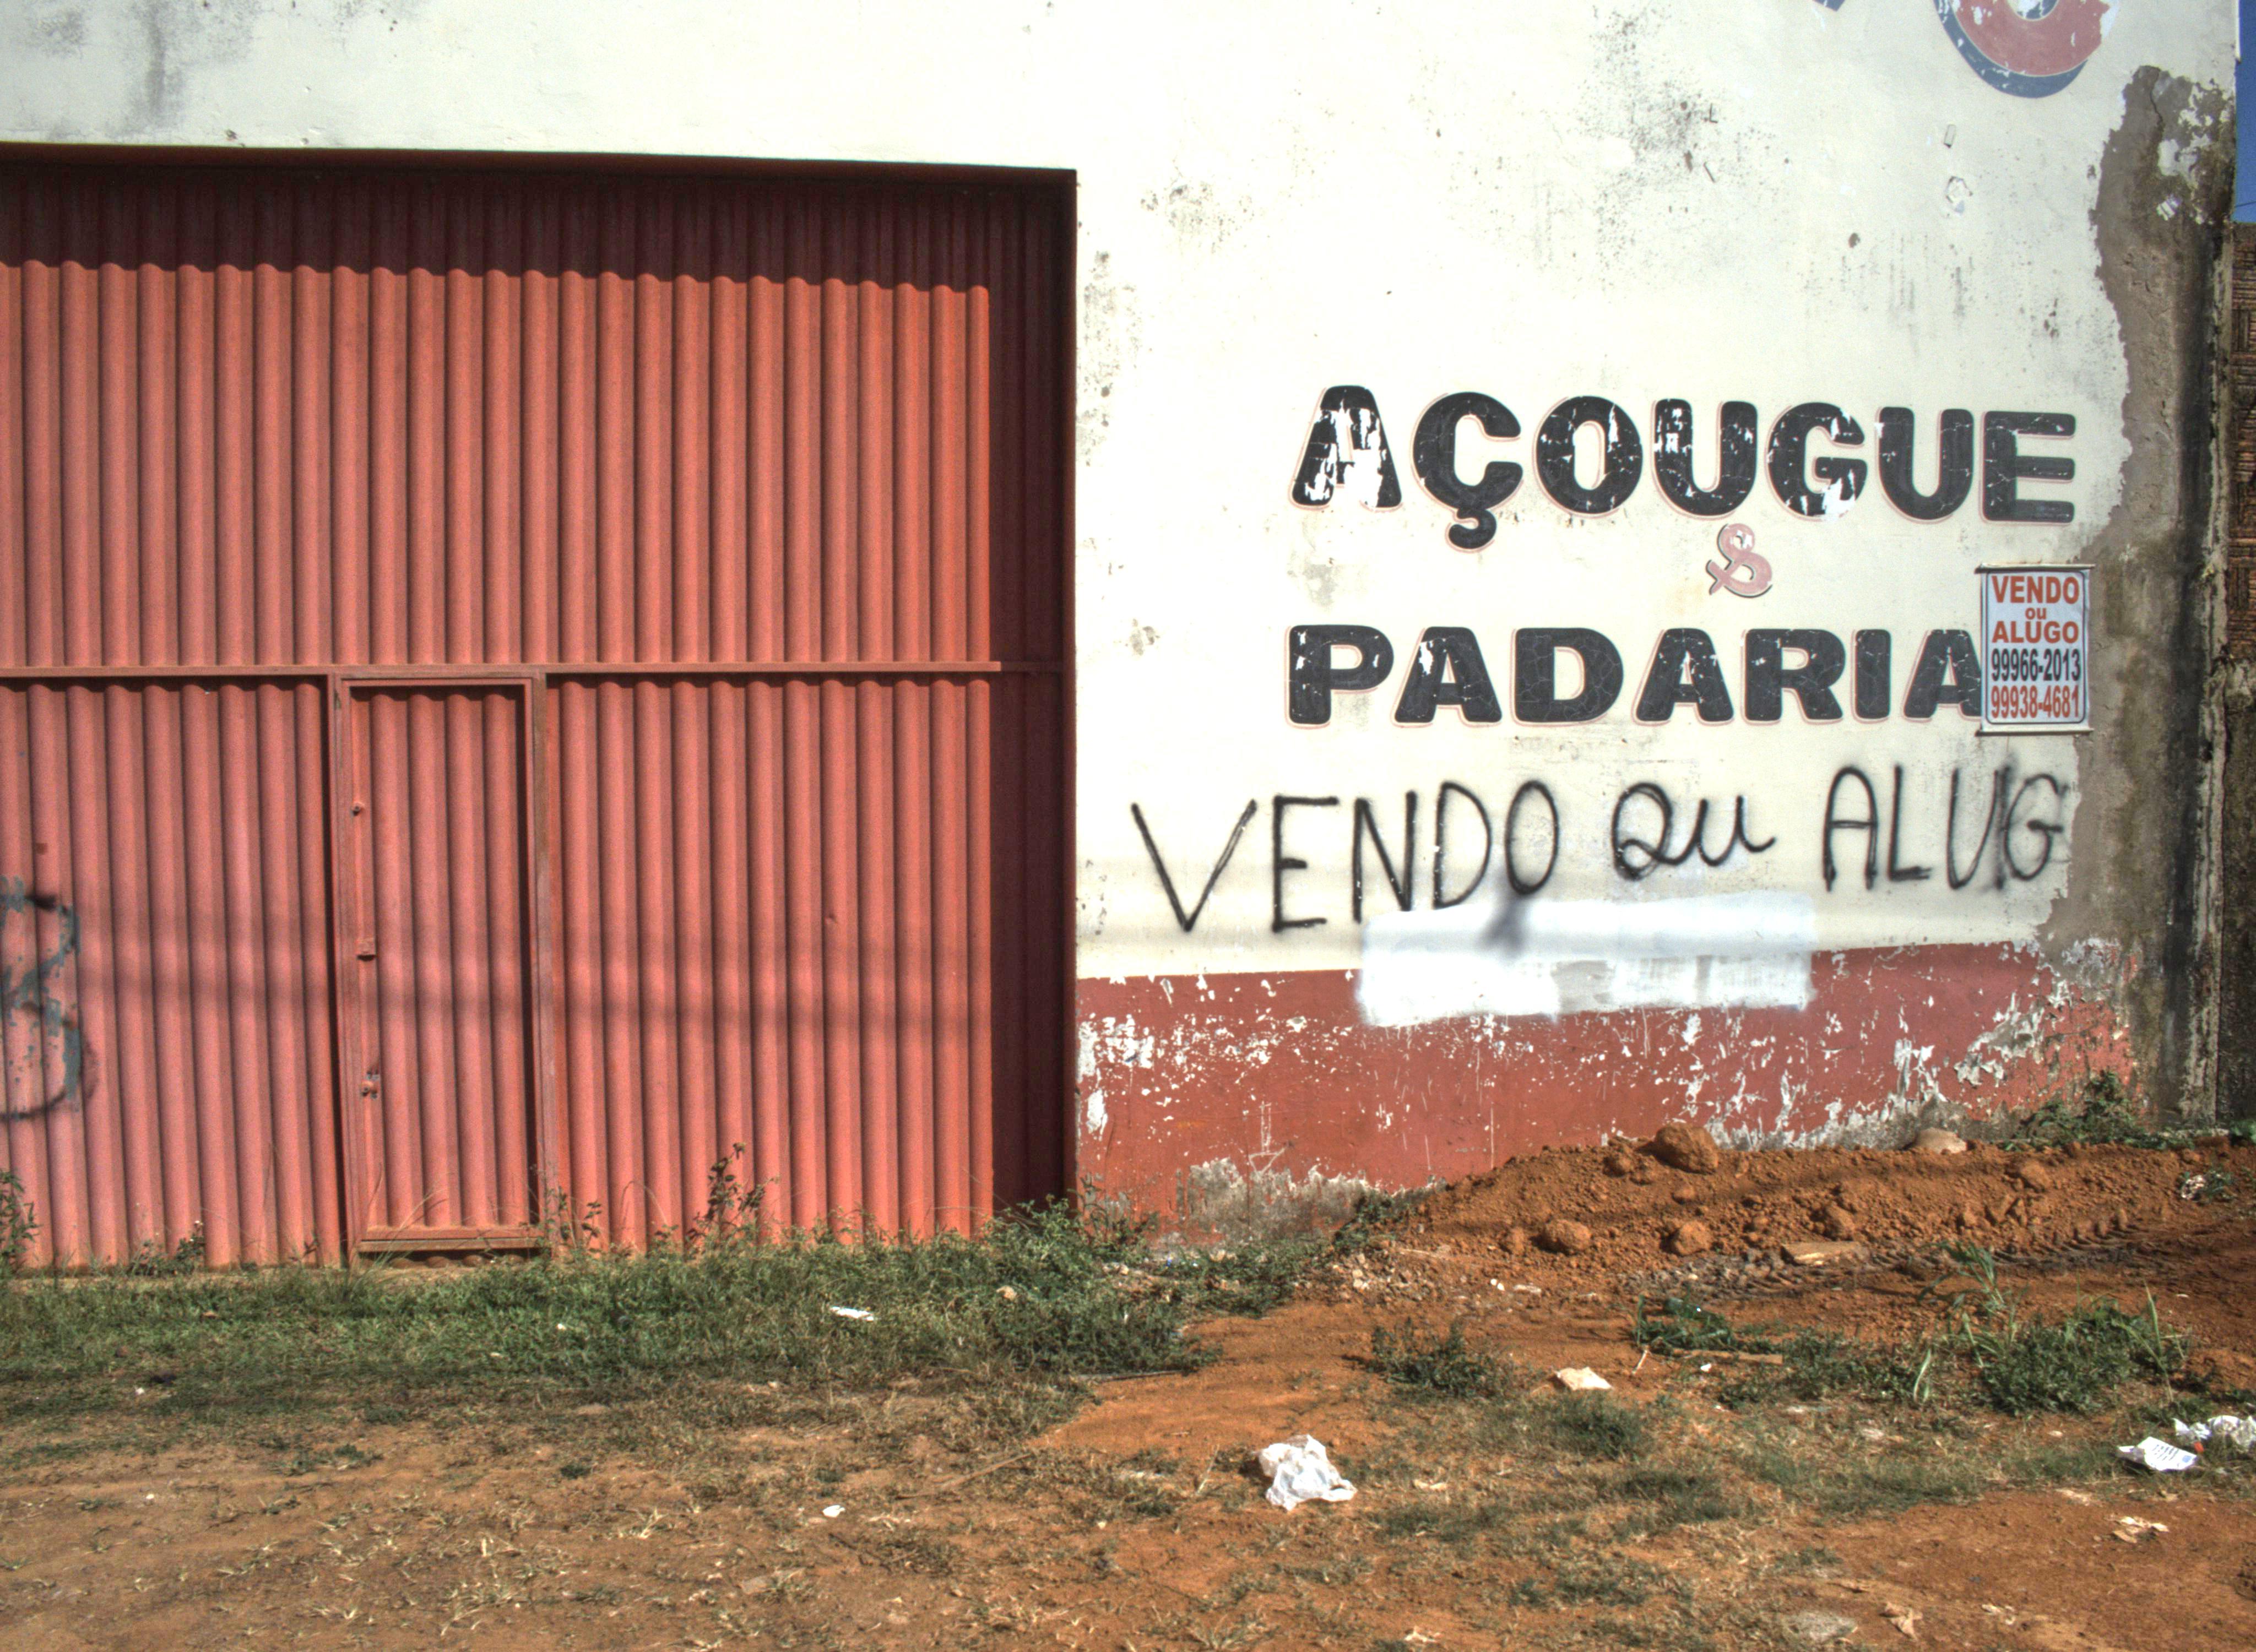 AÇOUGUE
&
PADARIA
VENDO
ou
ALUGO
99966-2013
99938-4681
VENDO ou ALUG